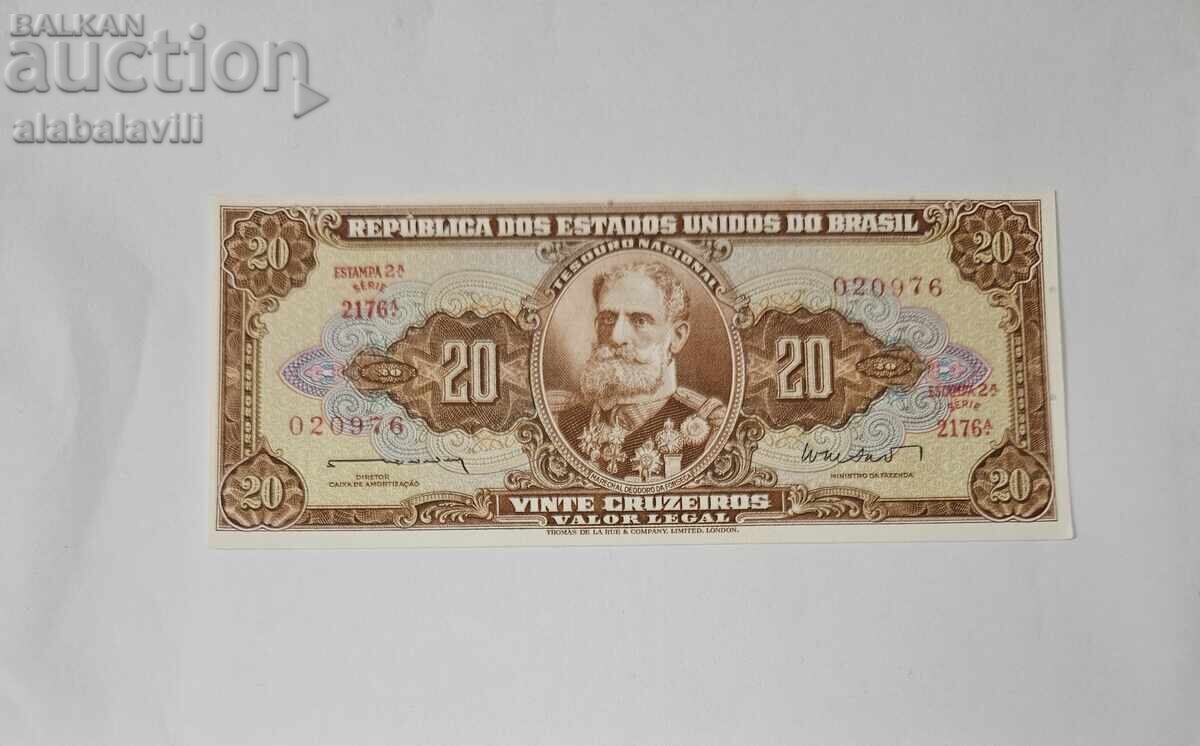 BALKAN
auction
alabalavili
REPÚBLICA DOS ESTADOS UNIDOS DO BRASIL
20
20
TESOURO NACIONAL
ESTAMPA 2ª
SÉRIE
2176ª
020976
20
20
20
20
ESTAMPA 2ª
SÉRIE
2176ª
020976
DIRETOR
CAIXA DE AMORTIZAÇÃO
MINISTRO DA FAZENDA
MARECHAL DEODORO DA FONSECA
20
20
VINTE CRUZEIROS
VALOR LEGAL
THOMAS DE LA RUE & COMPANY, LIMITED, LONDON.